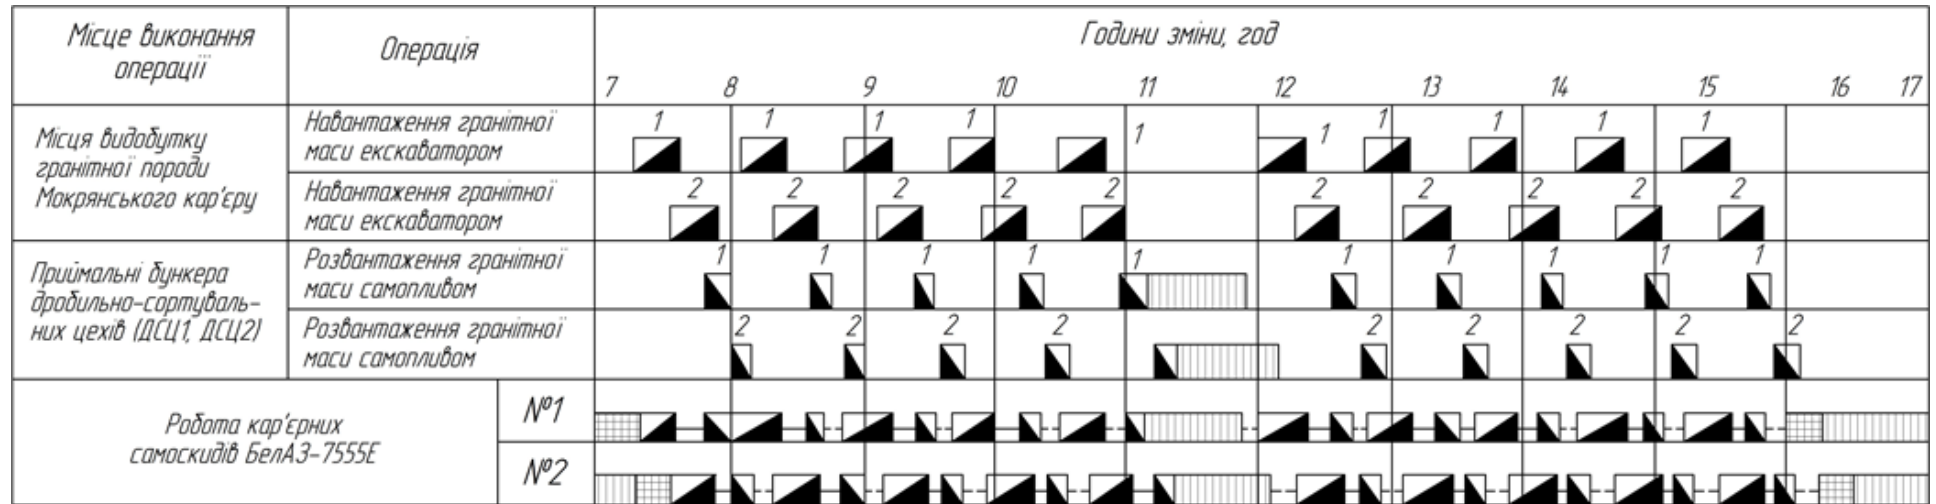 Місце виконання
операції
Операція
Години зміни, год
7 8 9 10 11 12 13 14 15 16 17
Місця видобутку
гранітної породи
Мокрянського кар'єру
Навантаження гранітної
маси екскаватором
1 1 1 1 1 1 1 1 1 1
Навантаження гранітної
маси екскаватором
2 2 2 2 2 2 2 2 2 2
Приймальні бункера
дробильно-сортуваль-
них цехів (ДСЦ1, ДСЦ2)
Розвантаження гранітної
маси самопливом
1 1 1 1 1 1 1 1 1 1
Розвантаження гранітної
маси самопливом
2 2 2 2 2 2 2 2 2
Робота кар'єрних
самоскидів БелАЗ-7555Е
№1
№2